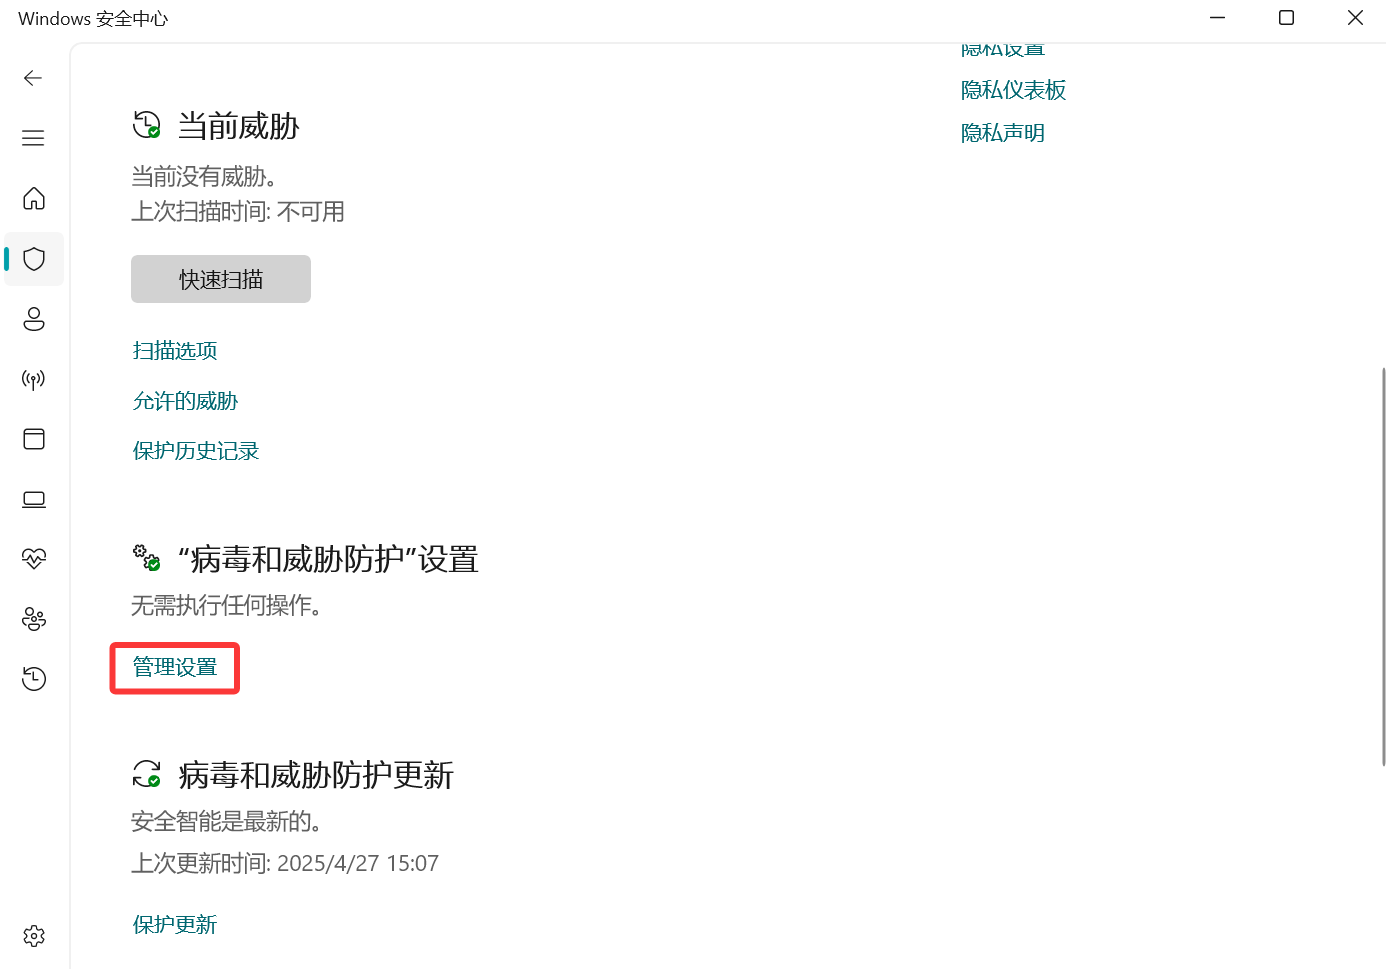 Windows 安全中心
隐私设置
隐私仪表板
隐私声明
当前威胁
当前没有威胁。
上次扫描时间: 不可用
快速扫描
扫描选项
允许的威胁
保护历史记录
“病毒和威胁防护”设置
无需执行任何操作。
管理设置
病毒和威胁防护更新
安全智能是最新的。
上次更新时间: 2025/4/27 15:07
保护更新